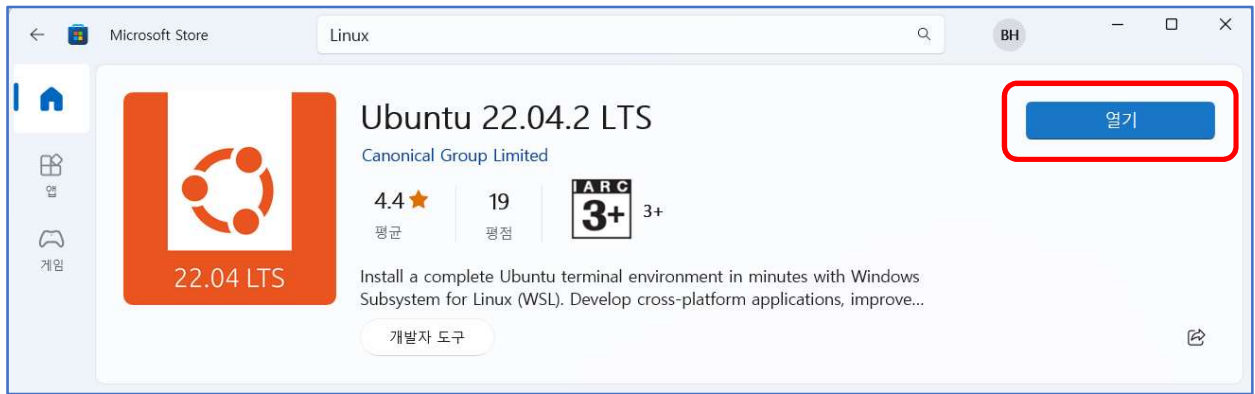 Microsoft Store
Linux
BH
Ubuntu 22.04.2 LTS
열기
Canonical Group Limited
4.4
19
IARC
3+
3+
평균
평점
앱
게임
22.04 LTS
Install a complete Ubuntu terminal environment in minutes with Windows
Subsystem for Linux (WSL). Develop cross-platform applications, improve...
개발자 도구